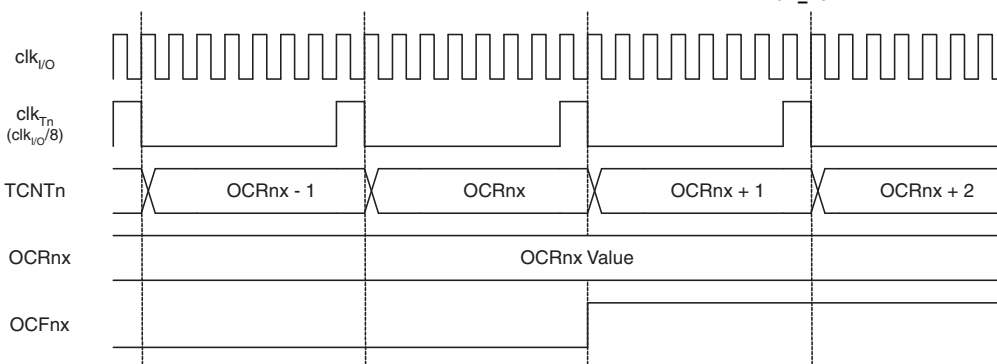 clkI/O
clkTn
(clkI/O/8)
TCNTn OCRnx - 1 OCRnx OCRnx + 1 OCRnx + 2
OCRnx OCRnx Value
OCFnx